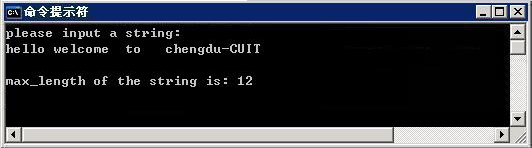 命令提示符
please input a string:
hello welcome  to   chengdu-CUIT
max_length of the string is: 12